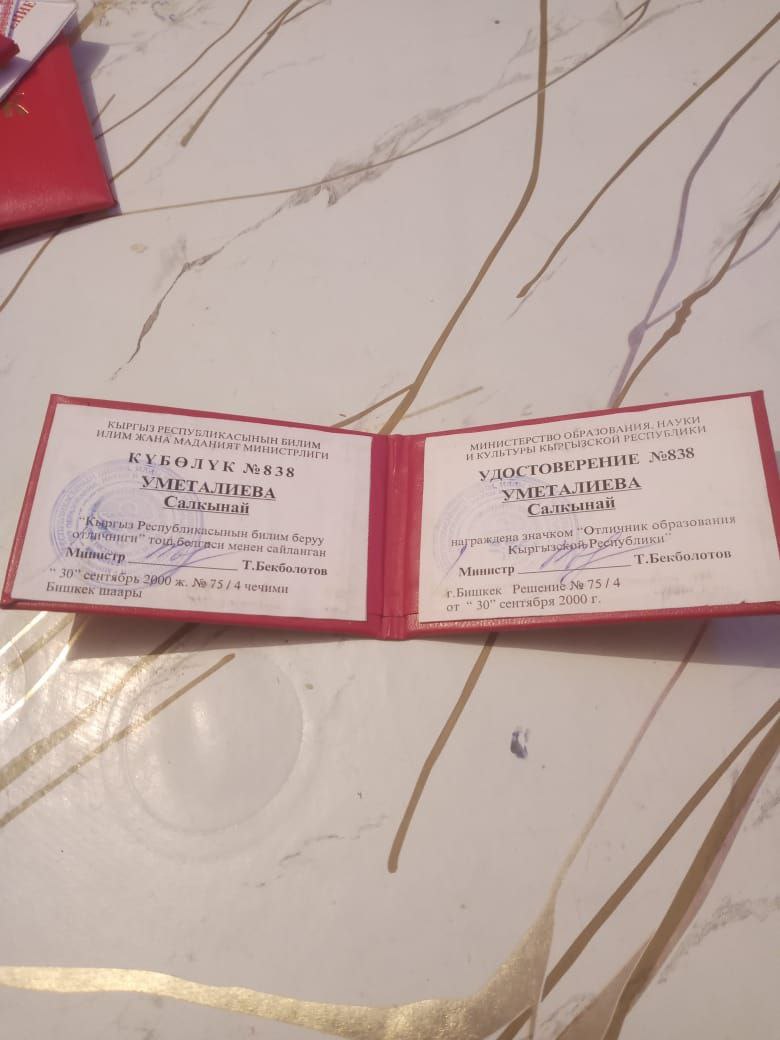 КЫРГЫЗ РЕСПУБЛИКАСЫНЫН БИЛИМ
ИЛИМ ЖАНА МАДАНИЯТ МИНИСТРЛИГИ
КҮБӨЛҮК №838
УМЕТАЛИЕВА
Салкынай
"Кыргыз Республикасынын билим берүү
отличниги" төш белгиси менен сыйланган
Министр Т.Бекболотов
" 30" сентябрь 2000 ж. № 75 / 4 чечими
Бишкек шаары
МИНИСТЕРСТВО ОБРАЗОВАНИЯ, НАУКИ
И КУЛЬТУРЫ КЫРГЫЗСКОЙ РЕСПУБЛИКИ
УДОСТОВЕРЕНИЕ №838
УМЕТАЛИЕВА
Салкынай
награждена значком "Отличник образования
Кыргызской Республики"
Министр Т.Бекболотов
г.Бишкек Решение № 75 / 4
от " 30" сентября 2000 г.